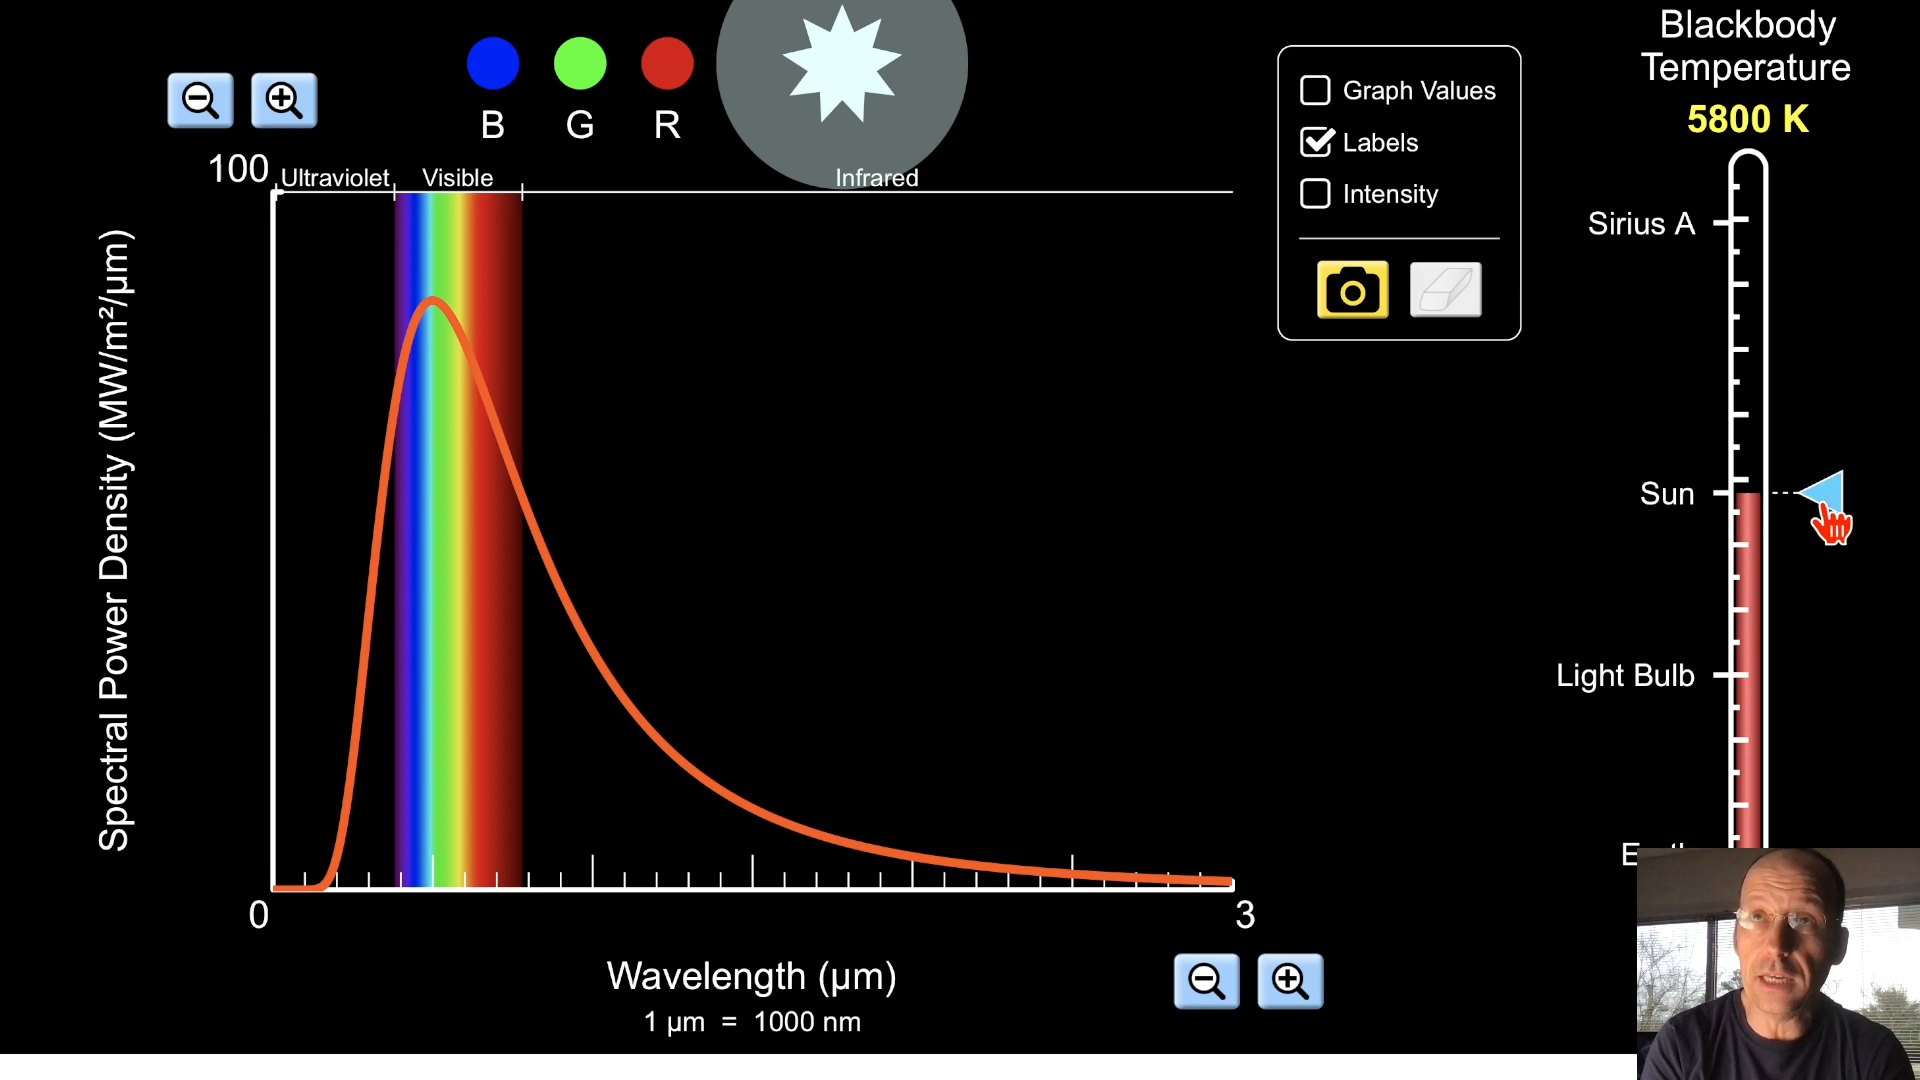 Blackbody
Temperature
5800 K
B
G
R
Graph Values
Labels
Intensity
100
Ultraviolet
Visible
Infrared
Spectral Power Density (MW/m²/μm)
Sirius A
Sun
Light Bulb
0
3
Wavelength (μm)
1 μm = 1000 nm